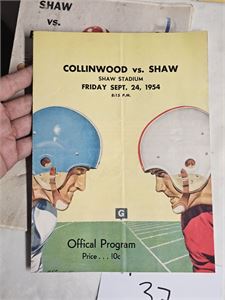 SHAW
vs.
COLLINWOOD vs. SHAW
SHAW STADIUM
FRIDAY SEPT. 24, 1954
8:15 P.M.
G
Offical Program
Price . . . 10c
37